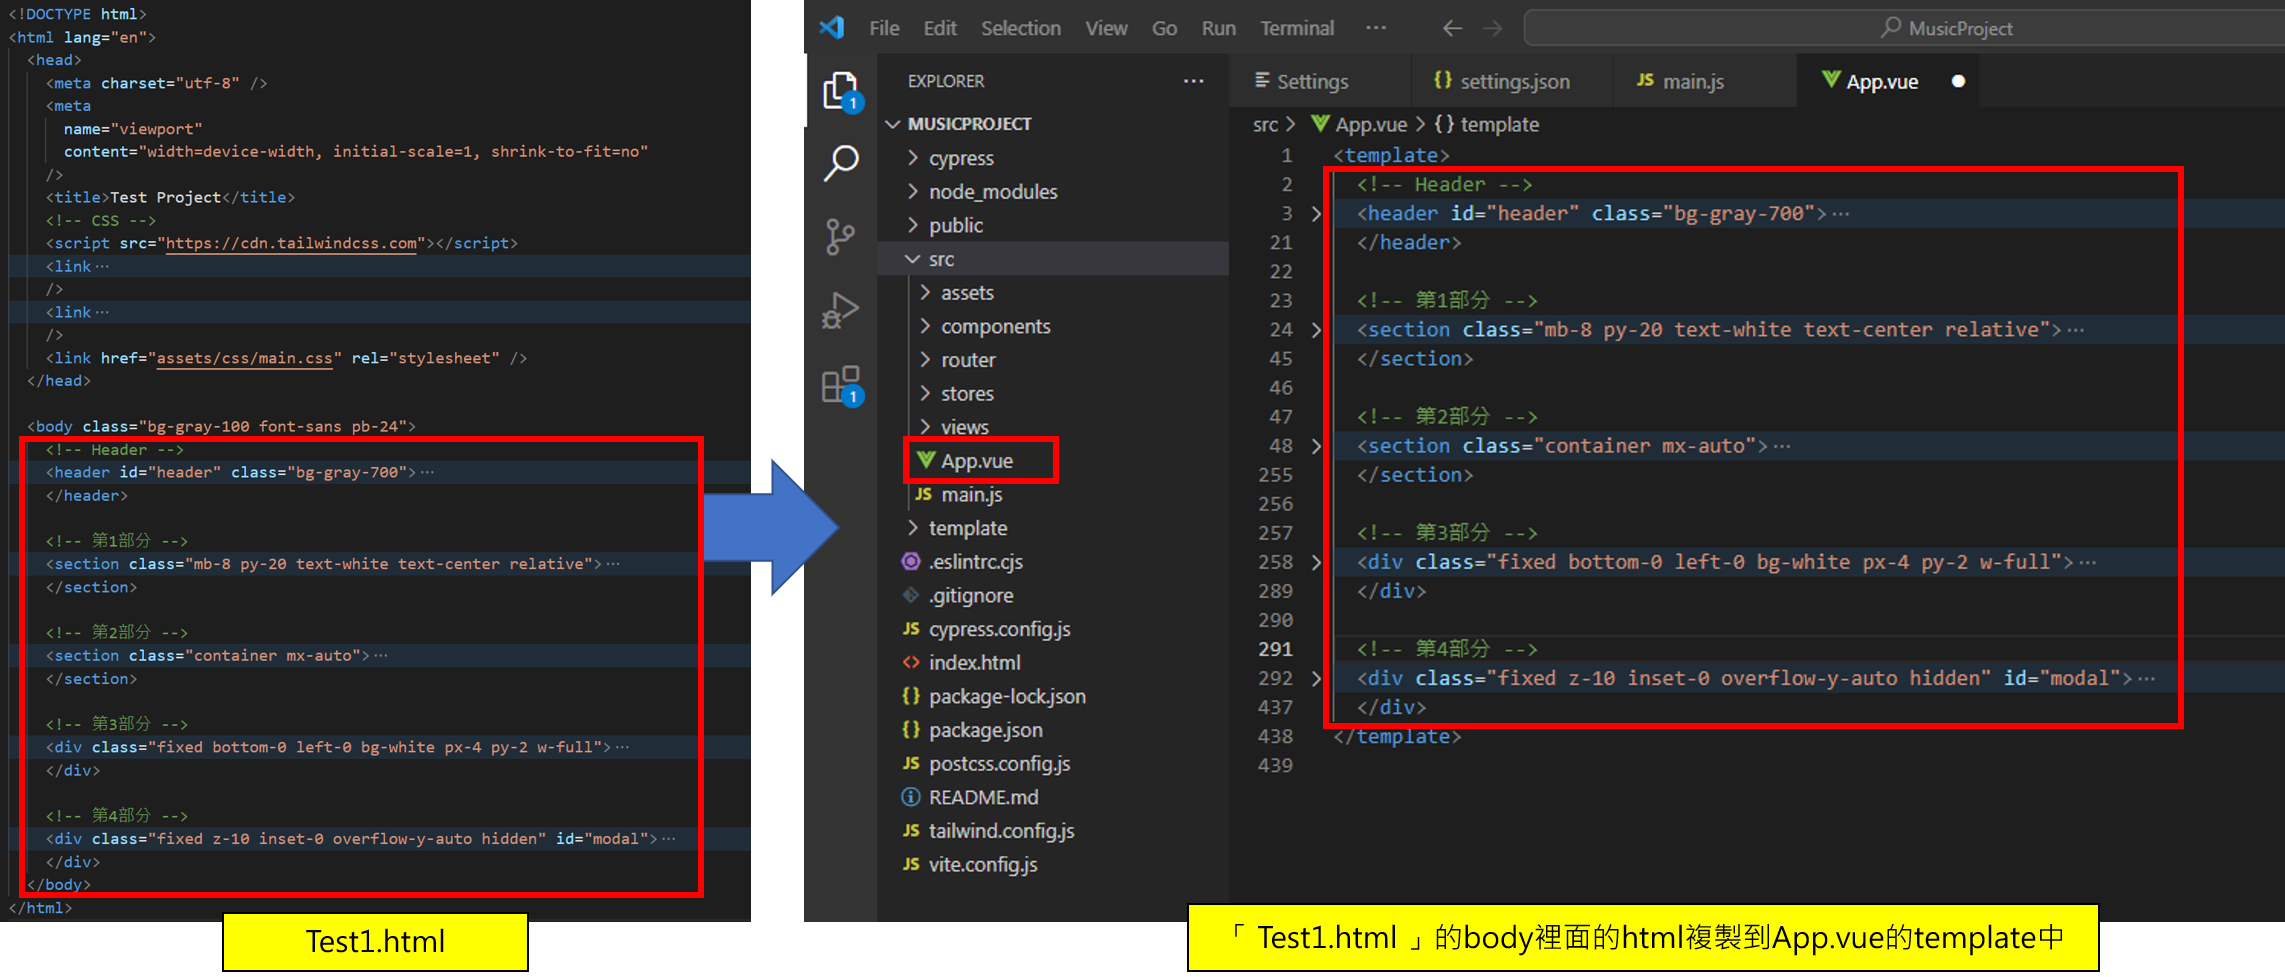 <!DOCTYPE html>
<html lang="en">
<head>
<meta charset="utf-8" />
<meta
name="viewport"
content="width=device-width, initial-scale=1, shrink-to-fit=no"
/>
<title>Test Project</title>
<!-- CSS -->
<script src="https://cdn.tailwindcss.com"></script>
<link…
/>
<link…
/>
<link href="assets/css/main.css" rel="stylesheet" />
</head>
<body class="bg-gray-100 font-sans pb-24">
<!-- Header -->
<header id="header" class="bg-gray-700">…
</header>
<!-- 第1部分 -->
<section class="mb-8 py-20 text-white text-center relative">…
</section>
<!-- 第2部分 -->
<section class="container mx-auto">…
</section>
<!-- 第3部分 -->
<div class="fixed bottom-0 left-0 bg-white px-4 py-2 w-full">…
</div>
<!-- 第4部分 -->
<div class="fixed z-10 inset-0 overflow-y-auto hidden" id="modal">…
</div>
</body>
</html>
Test1.html
File Edit Selection View Go Run Terminal ··· ← → MusicProject
1
1
EXPLORER ···
MUSICPROJECT
cypress
node_modules
public
src
assets
components
router
stores
views
App.vue
JS main.js
template
.eslintrc.cjs
.gitignore
JS cypress.config.js
<> index.html
{} package-lock.json
{} package.json
JS postcss.config.js
README.md
JS tailwind.config.js
JS vite.config.js
Settings {} settings.json JS main.js App.vue ●
src > App.vue > {} template
1 <template>
2 <!-- Header -->
3 > <header id="header" class="bg-gray-700">…
21 </header>
22
23 <!-- 第1部分 -->
24 > <section class="mb-8 py-20 text-white text-center relative">…
45 </section>
46
47 <!-- 第2部分 -->
48 > <section class="container mx-auto">…
255 </section>
256
257 <!-- 第3部分 -->
258 > <div class="fixed bottom-0 left-0 bg-white px-4 py-2 w-full">…
289 </div>
290
291 <!-- 第4部分 -->
292 > <div class="fixed z-10 inset-0 overflow-y-auto hidden" id="modal">…
437 </div>
438 </template>
439
「 Test1.html 」的body裡面的html複製到App.vue的template中